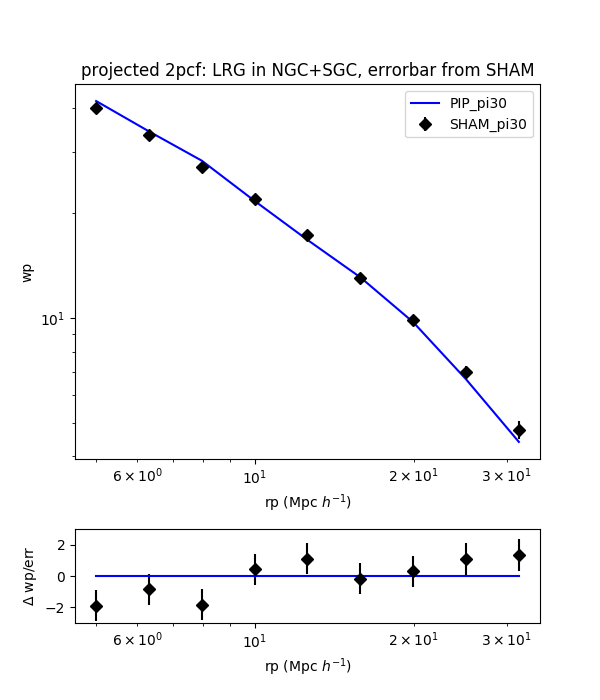 projected 2pcf: LRG in NGC+SGC, errorbar from SHAM
PIP_pi30
SHAM_pi30
wp
10¹
6 × 10⁰ 10¹ 2 × 10¹ 3 × 10¹
rp (Mpc h⁻¹)
Δ wp/err
2
0
−2
6 × 10⁰ 10¹ 2 × 10¹ 3 × 10¹
rp (Mpc h⁻¹)